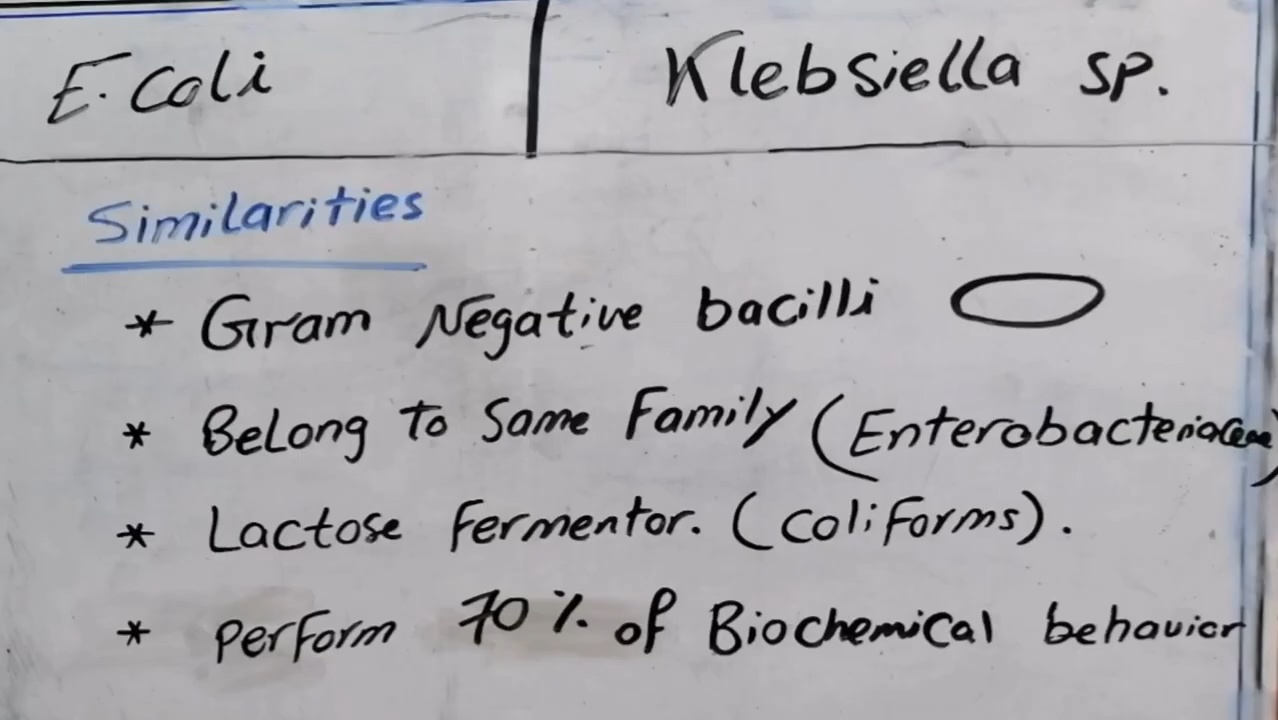 E. Coli
Klebsiella sp.
Similarities
* Gram Negative bacilli
* Belong To Same Family (Enterobacteriaceae)
* Lactose Fermentor. (Coliforms).
* Perform 70% of Biochemical behavior